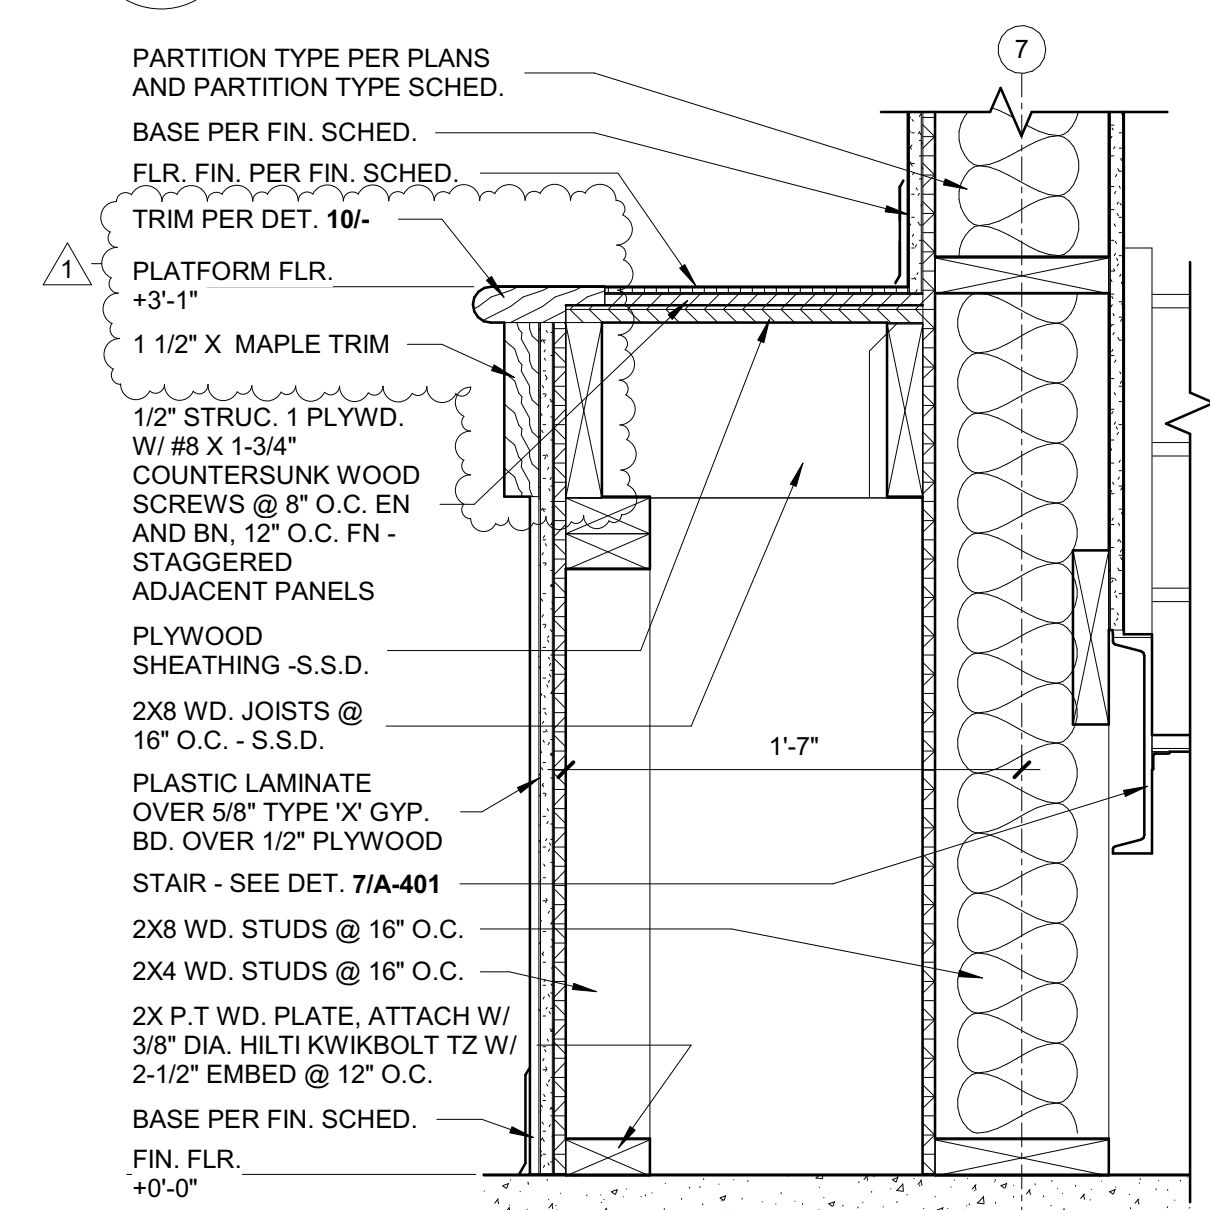 PARTITION TYPE PER PLANS
AND PARTITION TYPE SCHED.
7
BASE PER FIN. SCHED.
FLR. FIN. PER FIN. SCHED.
TRIM PER DET. 10/-
1
PLATFORM FLR.
+3'-1"
1 1/2" X  MAPLE TRIM
1/2" STRUC. 1 PLYWD.
W/ #8 X 1-3/4"
COUNTERSUNK WOOD
SCREWS @ 8" O.C. EN
AND BN, 12" O.C. FN -
STAGGERED
ADJACENT PANELS
PLYWOOD
SHEATHING -S.S.D.
2X8 WD. JOISTS @
16" O.C. - S.S.D.
1'-7"
PLASTIC LAMINATE
OVER 5/8" TYPE 'X' GYP.
BD. OVER 1/2" PLYWOOD
STAIR - SEE DET. 7/A-401
2X8 WD. STUDS @ 16" O.C.
2X4 WD. STUDS @ 16" O.C.
2X P.T WD. PLATE, ATTACH W/
3/8" DIA. HILTI KWIKBOLT TZ W/
2-1/2" EMBED @ 12" O.C.
BASE PER FIN. SCHED.
FIN. FLR.
+0'-0"